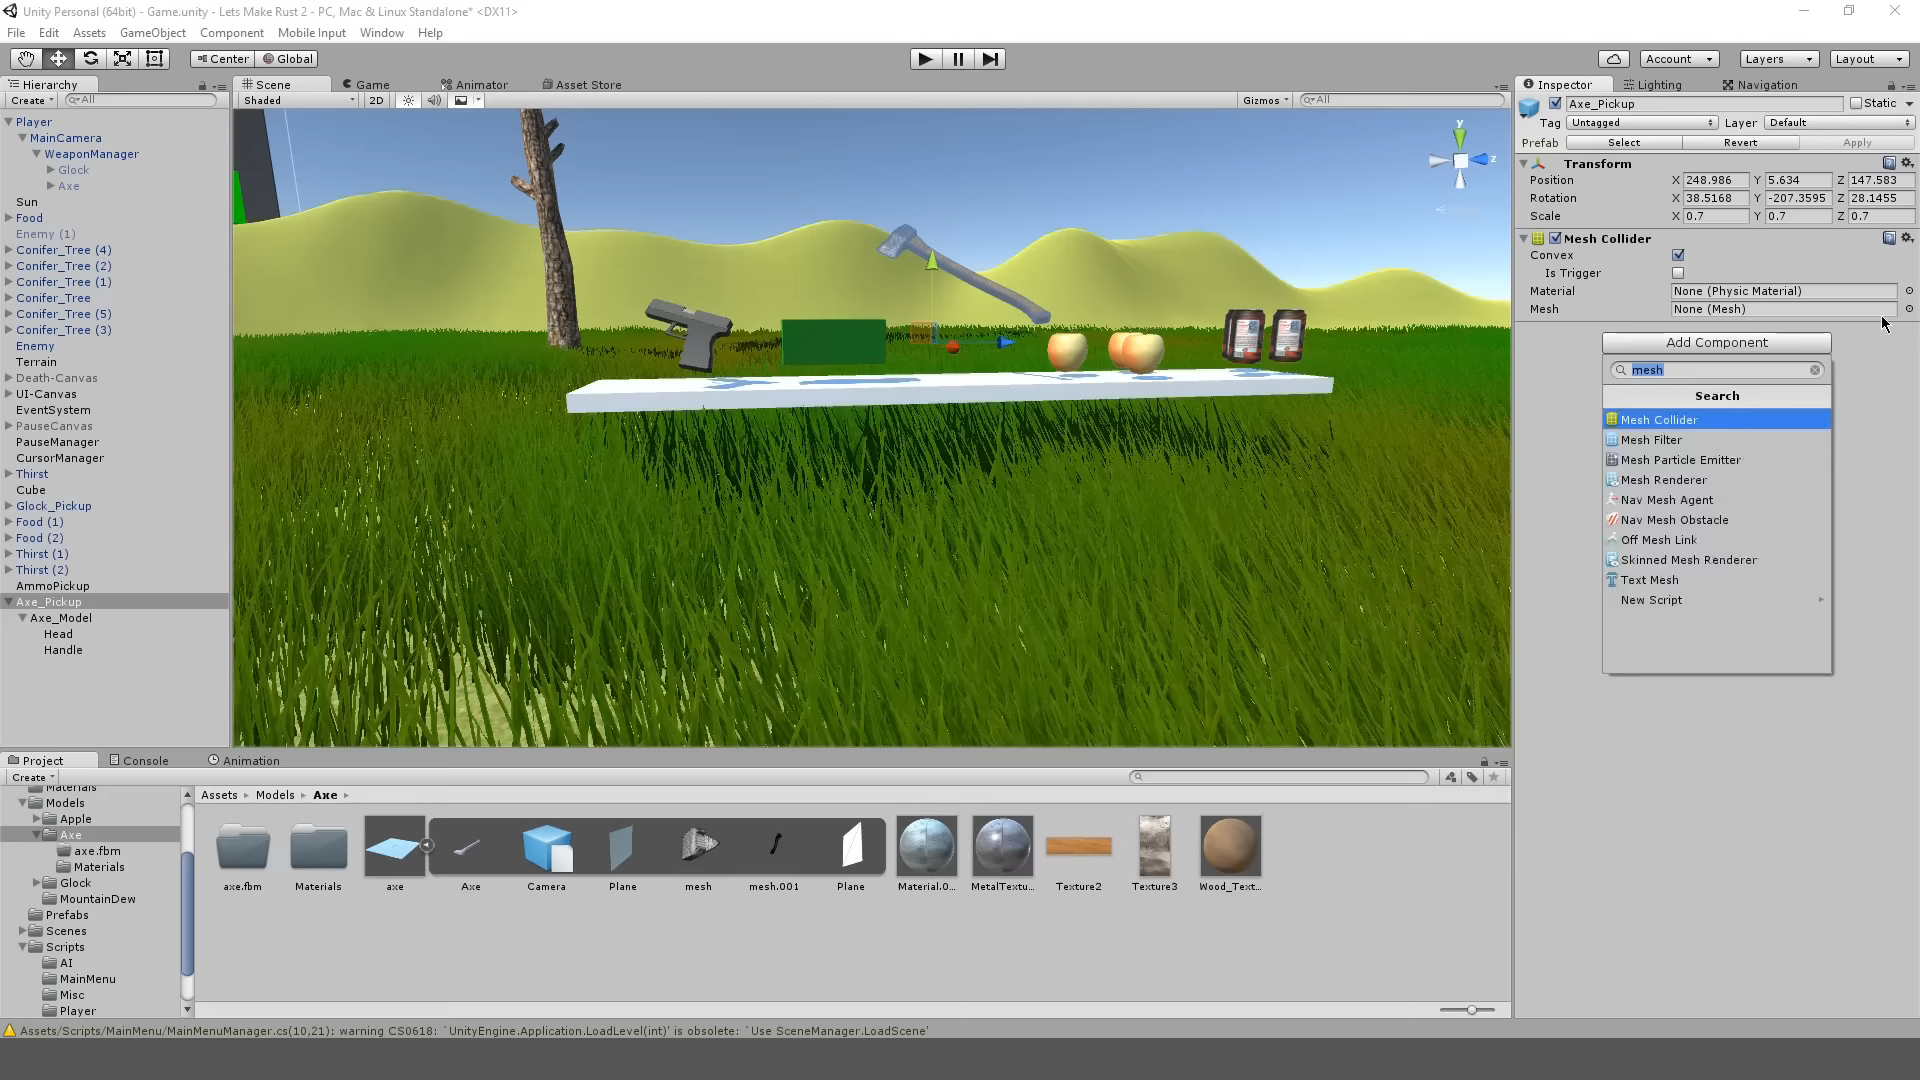 Unity Personal (64bit) - Game.unity - Lets Make Rust 2 - PC, Mac & Linux Standalone* <DX11>
File Edit Assets GameObject Component Mobile Input Window Help
Center Global Account Layers Layout
Hierarchy
Create All
Player
MainCamera
WeaponManager
Glock
Axe
Sun
Food
Enemy (1)
Conifer_Tree (4)
Conifer_Tree (2)
Conifer_Tree (1)
Conifer_Tree
Conifer_Tree (5)
Conifer_Tree (3)
Enemy
Terrain
Death-Canvas
UI-Canvas
EventSystem
PauseCanvas
PauseManager
CursorManager
Thirst
Cube
Glock_Pickup
Food (1)
Food (2)
Thirst (1)
Thirst (2)
AmmoPickup
Axe_Pickup
Axe_Model
Head
Handle
Scene Game Animator Asset Store
Shaded 2D Gizmos All
y
z
Inspector Lighting Navigation
Axe_Pickup Static
Tag Untagged Layer Default
Prefab Select Revert Apply
Transform
Position X 248.986 Y 5.634 Z 147.583
Rotation X 38.5168 Y -207.3595 Z 28.1455
Scale X 0.7 Y 0.7 Z 0.7
Mesh Collider
Convex
Is Trigger
Material None (Physic Material)
Mesh None (Mesh)
Add Component
mesh
Search
Mesh Collider
Mesh Filter
Mesh Particle Emitter
Mesh Renderer
Nav Mesh Agent
Nav Mesh Obstacle
Off Mesh Link
Skinned Mesh Renderer
Text Mesh
New Script
Project Console Animation
Create
Materials
Models
Apple
Axe
axe.fbm
Materials
Glock
MountainDew
Prefabs
Scenes
Scripts
AI
MainMenu
Misc
Player
Assets Models Axe
axe.fbm Materials axe Axe Camera Plane mesh mesh.001 Plane Material.0... MetalTextu... Texture2 Texture3 Wood_Text...
Assets/Scripts/MainMenu/MainMenuManager.cs(10,21): warning CS0618: `UnityEngine.Application.LoadLevel(int)' is obsolete: `Use SceneManager.LoadScene'